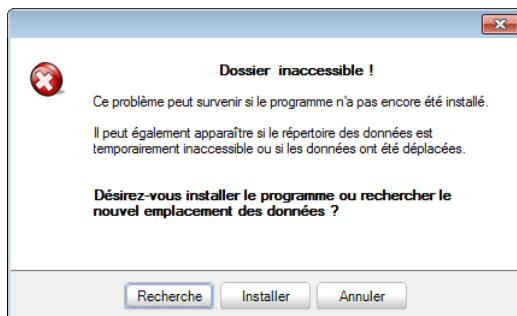 Dossier inaccessible !
Ce problème peut survenir si le programme n'a pas encore été installé.
Il peut également apparaître si le répertoire des données est
temporairement inaccessible ou si les données ont été déplacées.
Désirez-vous installer le programme ou rechercher le
nouvel emplacement des données ?
Recherche Installer Annuler